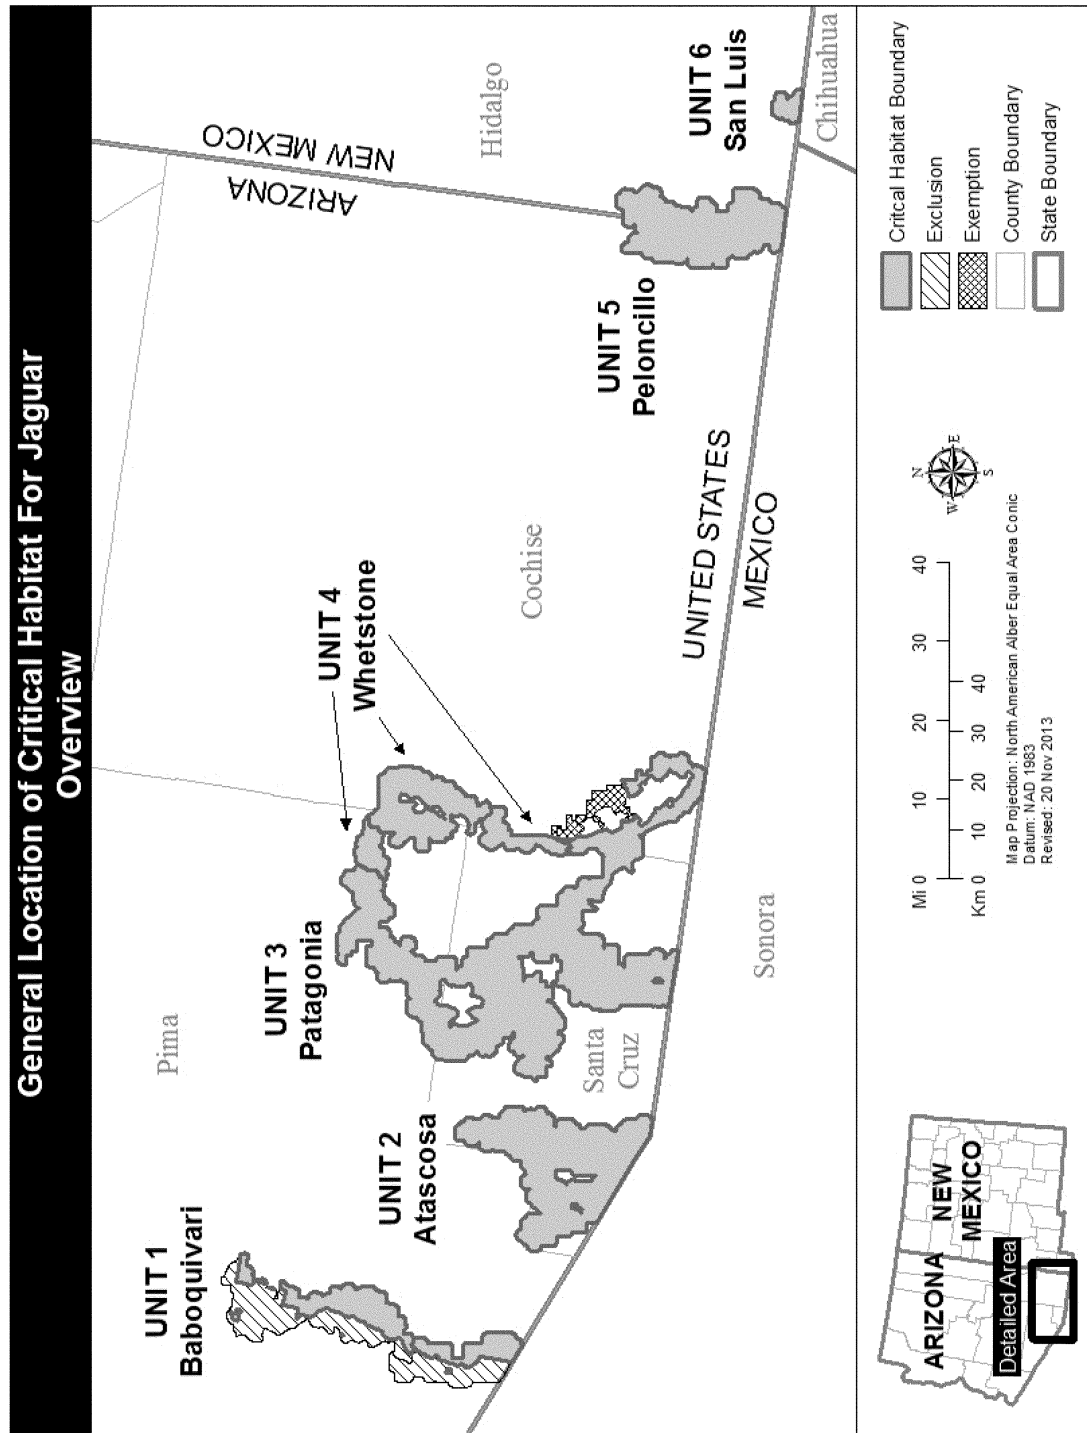 General Location of Critical Habitat For Jaguar
Overview
UNIT 1
Baboquivari
Pima
UNIT 2
Atascosa
UNIT 3
Patagonia
Santa
Cruz
UNIT 4
Whetstone
Cochise
ARIZONA
NEW MEXICO
Hidalgo
UNIT 5
Peloncillo
UNIT 6
San Luis
UNITED STATES
MEXICO
Sonora
Chihuahua
ARIZONA
NEW
MEXICO
Detailed Area
Mi 0 10 20 30 40
Km 0 10 20 30 40
Map Projection: North American Alber Equal Area Conic
Datum: NAD 1983
Revised: 20 Nov 2013
N
W
E
S
Critcal Habitat Boundary
Exclusion
Exemption
County Boundary
State Boundary